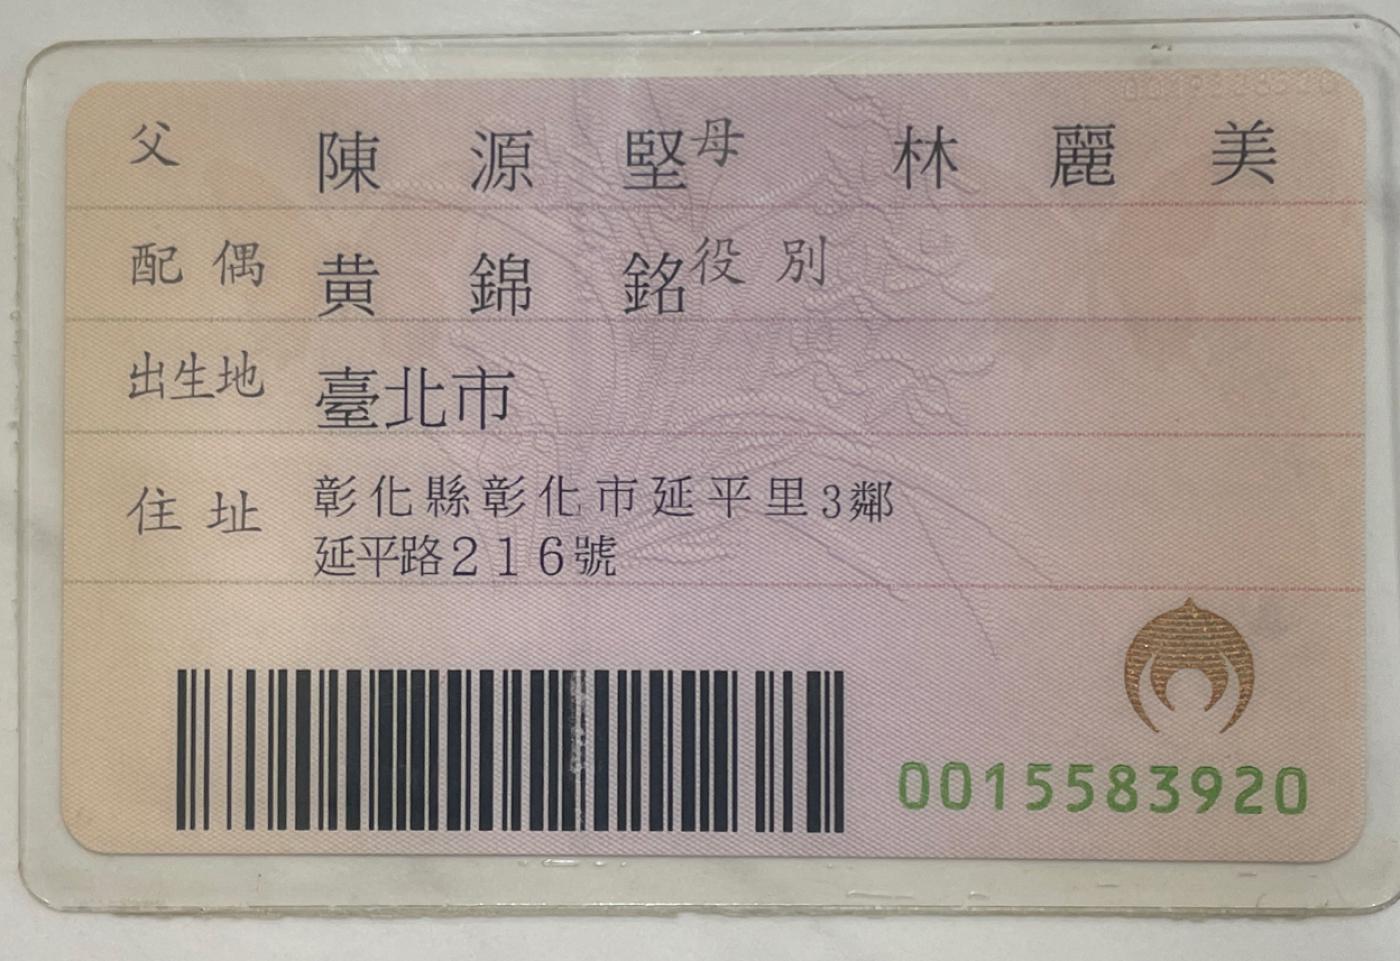 父 陳源堅 母 林麗美
配偶 黄錦銘 役別
出生地 臺北市
住址 彰化縣彰化市延平里3鄰
延平路216號
0015583920